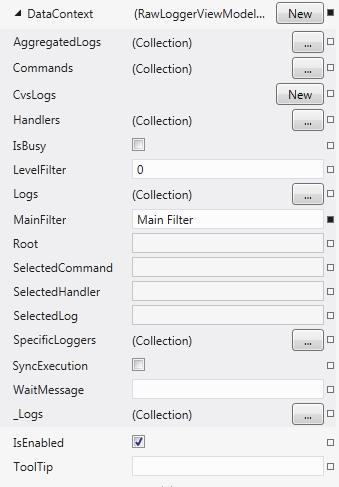 DataContext (RawLoggerViewModel... New
AggregatedLogs (Collection) ...
Commands (Collection) ...
CvsLogs New
Handlers (Collection) ...
IsBusy
LevelFilter 0
Logs (Collection) ...
MainFilter Main Filter
Root
SelectedCommand
SelectedHandler
SelectedLog
SpecificLoggers (Collection) ...
SyncExecution
WaitMessage
_Logs (Collection) ...
IsEnabled
ToolTip